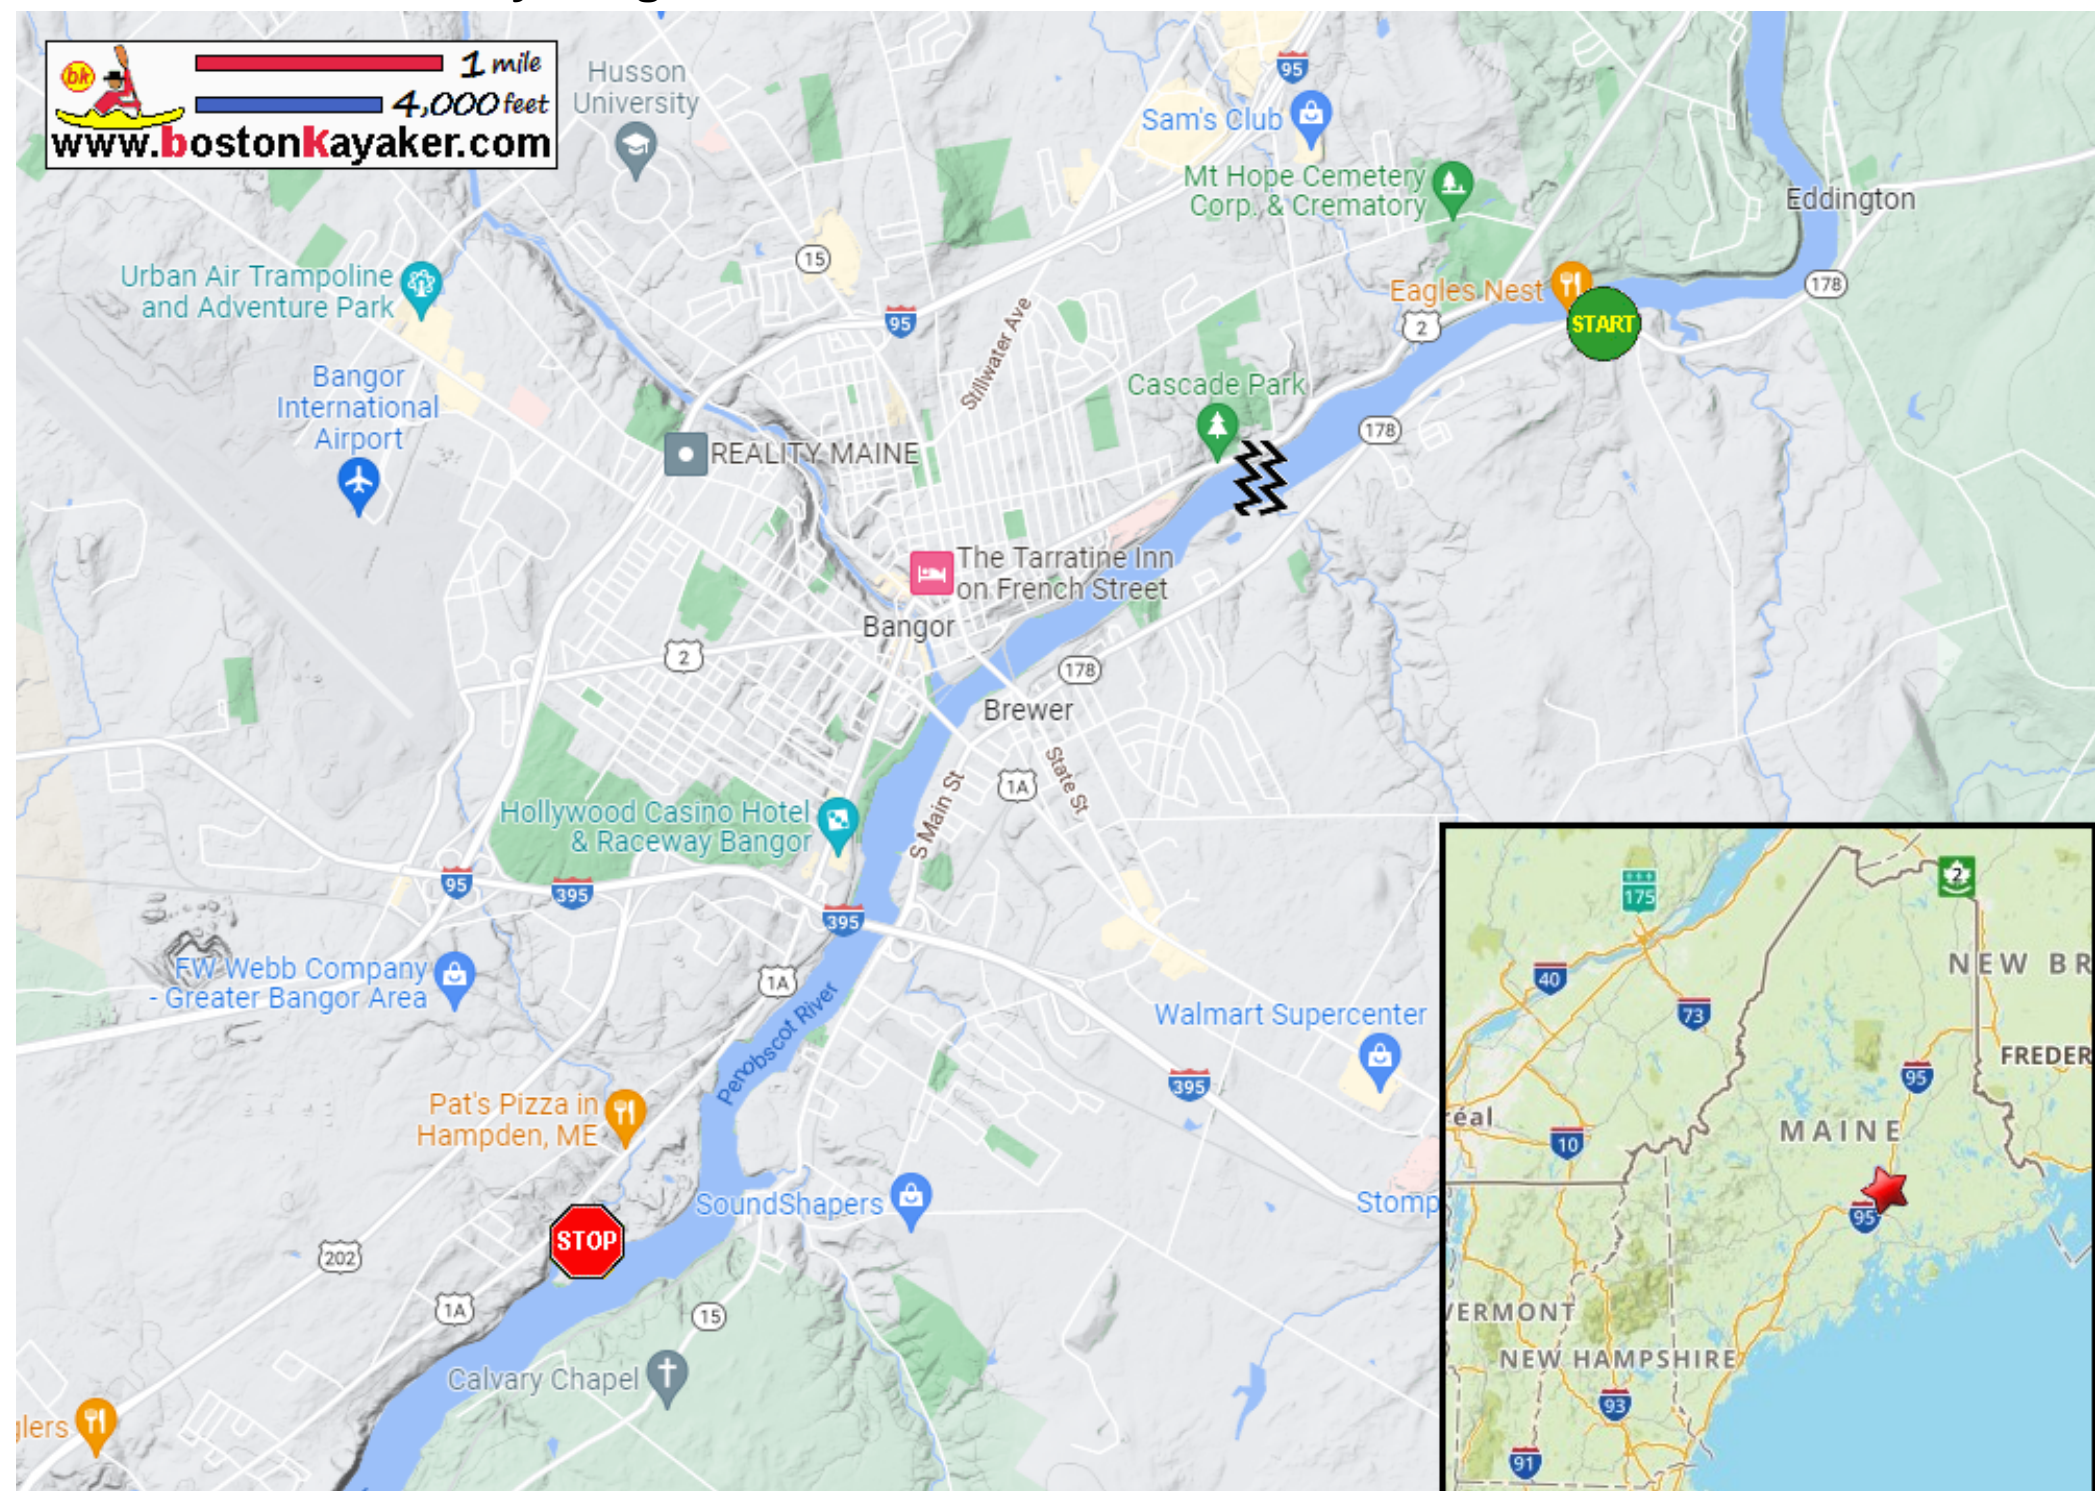 bk
1 mile
4,000 feet
www.bostonKayaker.com
Husson
University
95
Sam's Club
Mt Hope Cemetery
Corp. & Crematory
Eddington
15
Urban Air Trampoline
and Adventure Park
Eagles Nest
178
START
2
95
Stillwater Ave
Bangor
International
Airport
Cascade Park
178
REALITY MAINE
The Tarratine Inn
on French Street
Bangor
2
178
Brewer
State St
1A
S Main St
Hollywood Casino Hotel
& Raceway Bangor
95
395
395
FW Webb Company
- Greater Bangor Area
1A
Penobscot River
Walmart Supercenter
395
Pat's Pizza in
Hampden, ME
SoundShapers
Stomp
STOP
202
1A
15
Calvary Chapel
glers
2
175
40
NEW BR
73
FREDER
95
réal
10
MAINE
95
VERMONT
NEW HAMPSHIRE
93
91